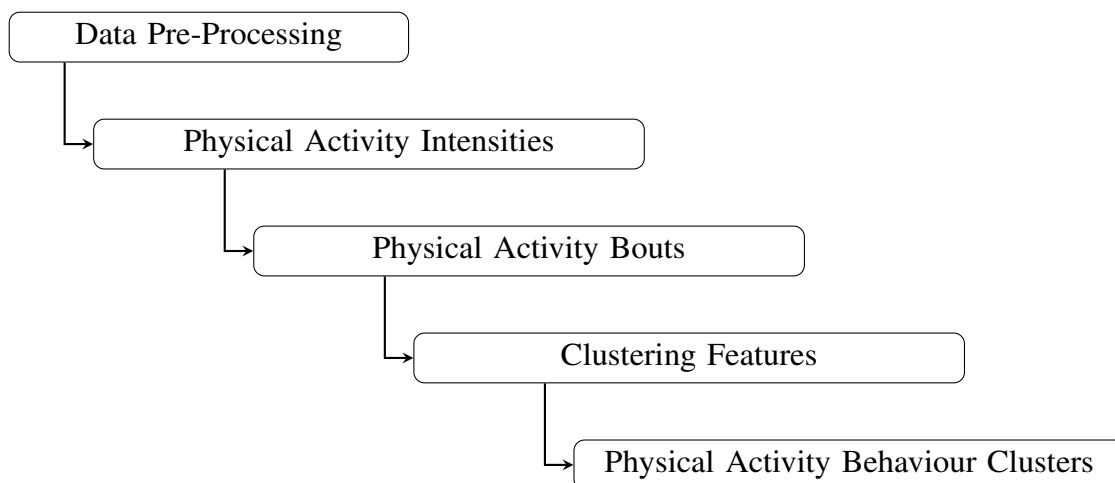 Data Pre-Processing
Physical Activity Intensities
Physical Activity Bouts
Clustering Features
Physical Activity Behaviour Clusters